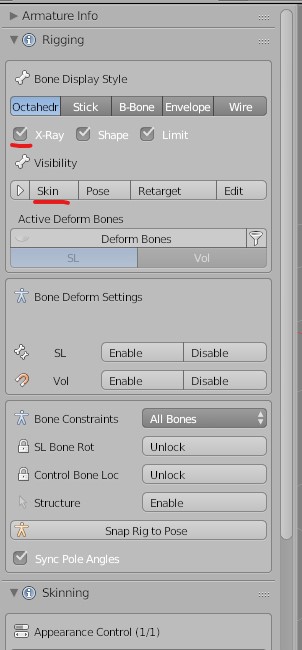 Armature Info
Rigging
Bone Display Style
Octahedr Stick B-Bone Envelope Wire
X-Ray Shape Limit
Visibility
Skin Pose Retarget Edit
Active Deform Bones
Deform Bones
SL Vol
Bone Deform Settings
SL Enable Disable
Vol Enable Disable
Bone Constraints All Bones
SL Bone Rot Unlock
Control Bone Loc Unlock
Structure Enable
Snap Rig to Pose
Sync Pole Angles
Skinning
Appearance Control (1/1)